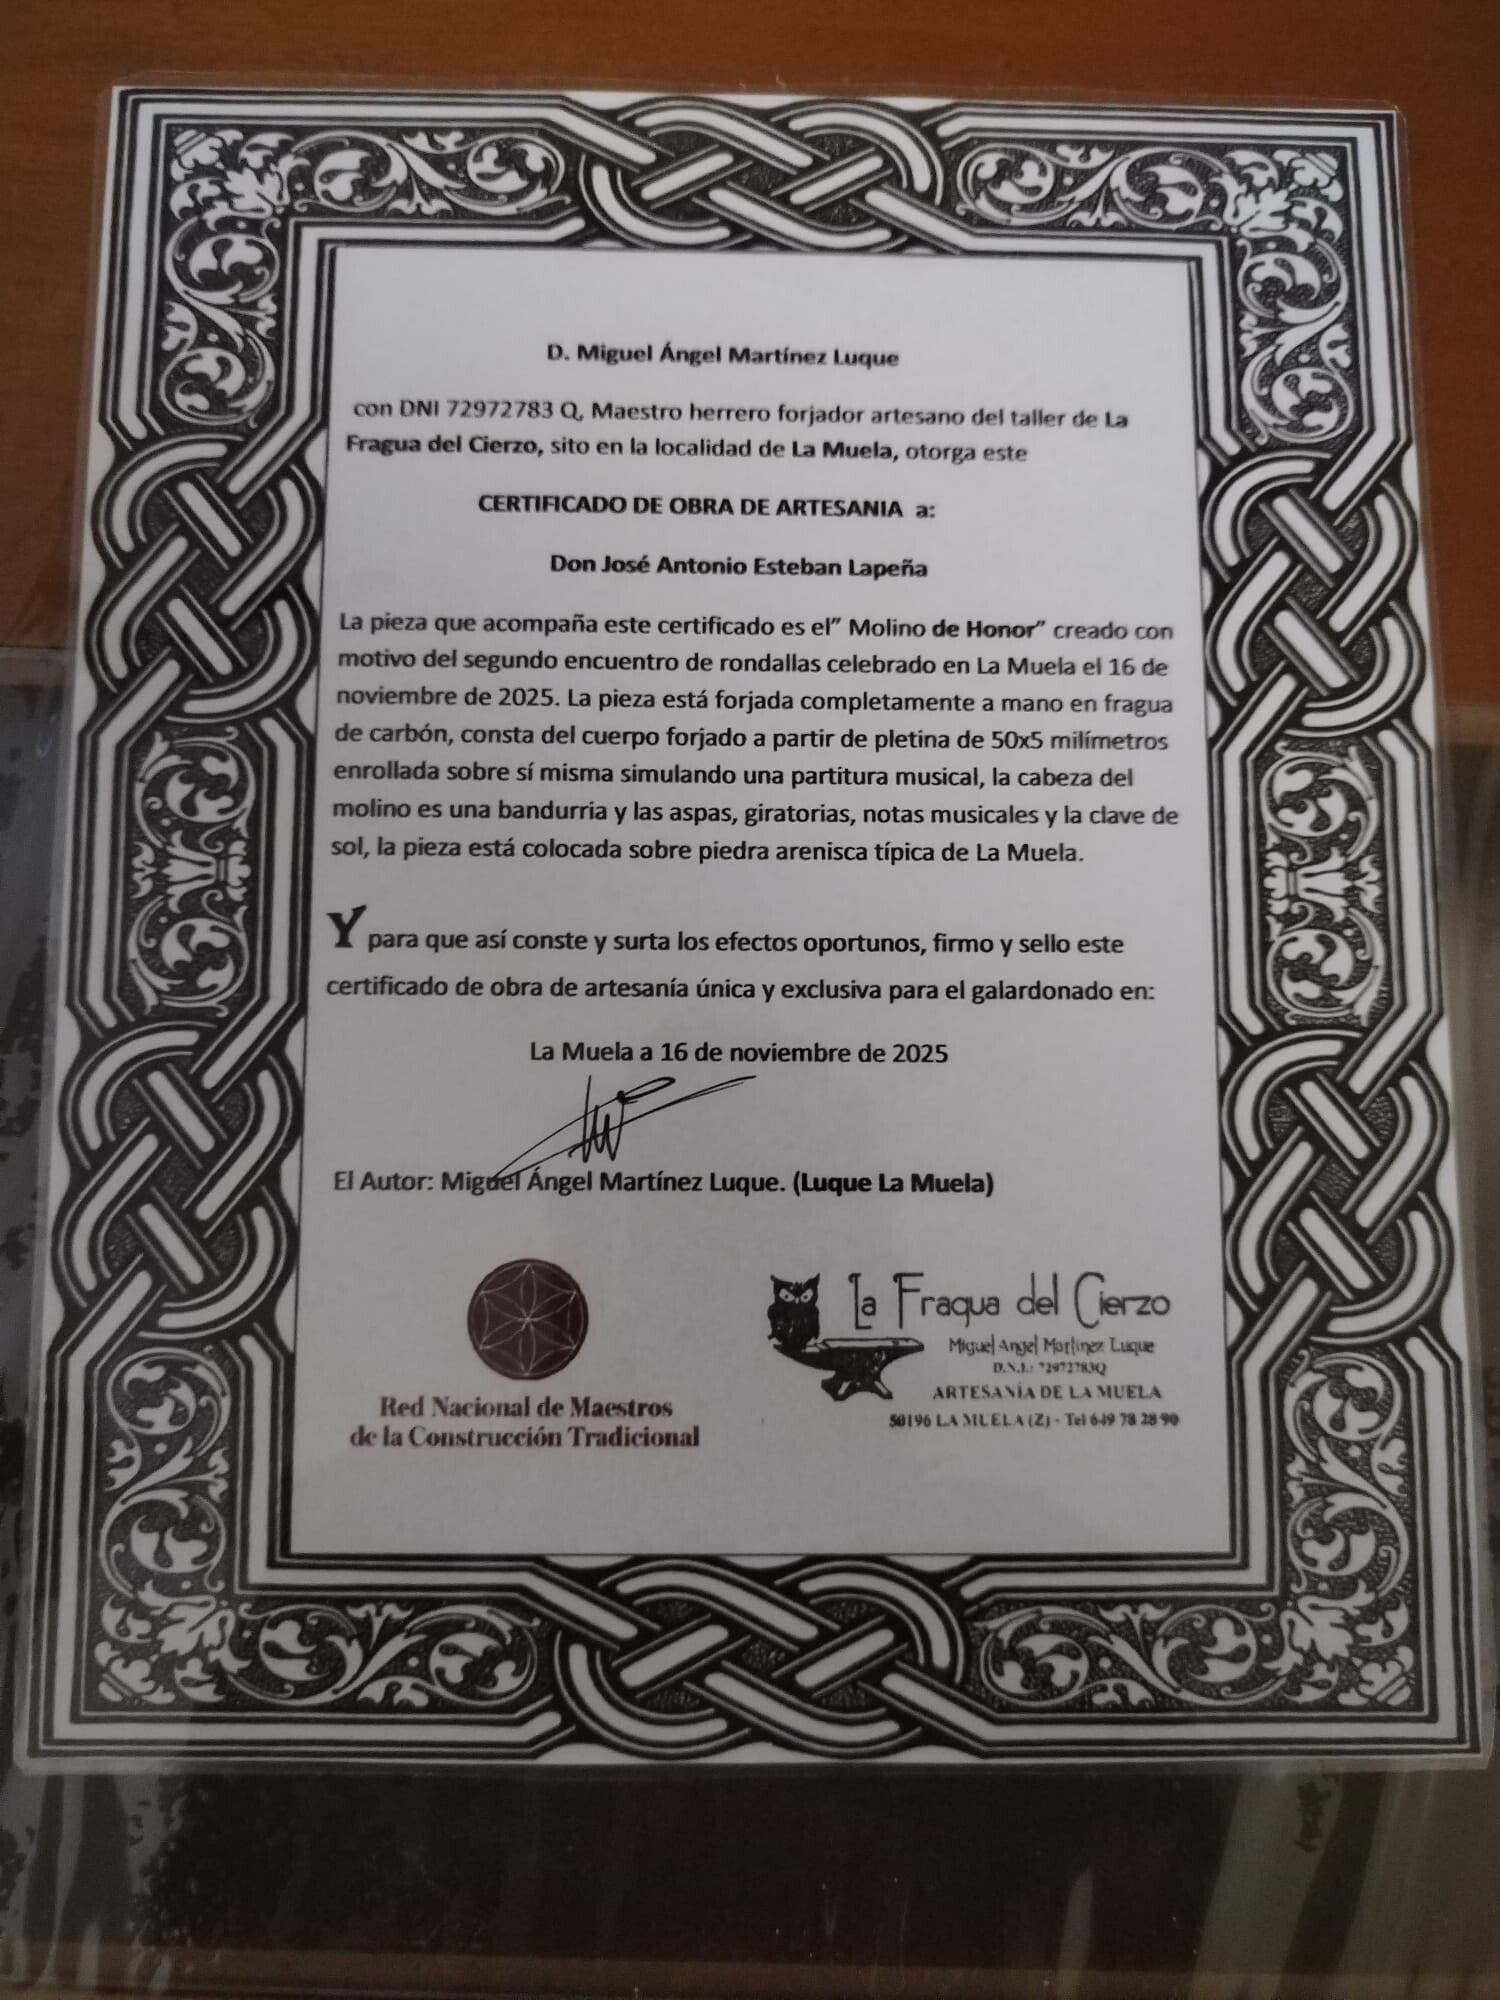 D. Miguel Ángel Martínez Luque
con DNI 72972783 Q, Maestro herrero forjador artesano del taller de La
Fragua del Cierzo, sito en la localidad de La Muela, otorga este
CERTIFICADO DE OBRA DE ARTESANIA a:
Don José Antonio Esteban Lapeña
La pieza que acompaña este certificado es el” Molino de Honor” creado con
motivo del segundo encuentro de rondallas celebrado en La Muela el 16 de
noviembre de 2025. La pieza está forjada completamente a mano en fragua
de carbón, consta del cuerpo forjado a partir de pletina de 50x5 milímetros
enrollada sobre sí misma simulando una partitura musical, la cabeza del
molino es una bandurria y las aspas, giratorias, notas musicales y la clave de
sol, la pieza está colocada sobre piedra arenisca típica de La Muela.
Y para que así conste y surta los efectos oportunos, firmo y sello este
certificado de obra de artesanía única y exclusiva para el galardonado en:
La Muela a 16 de noviembre de 2025
El Autor: Miguel Ángel Martínez Luque. (Luque La Muela)
Red Nacional de Maestros
de la Construcción Tradicional
La Fragua del Cierzo
Miguel Angel Martinez Luque
D.N.I.: 72972783Q
ARTESANÍA DE LA MUELA
50196 LA MUELA (Z) - Tel 649 78 28 90